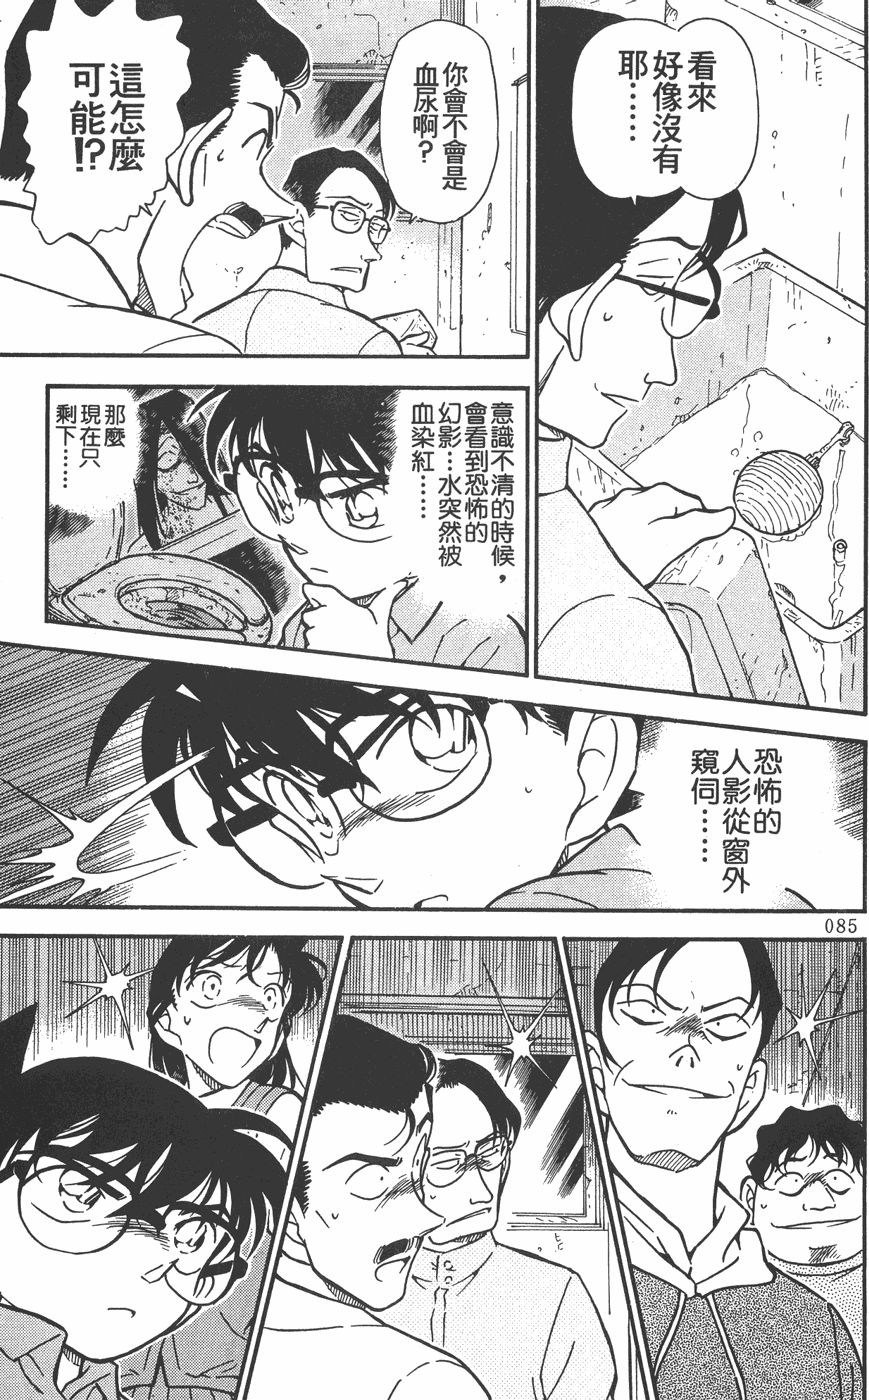 看來
好像沒有
耶……
你會不會是
血尿啊？
這怎麼
可能!?
意識不清的時候，
會看到恐怖的
幻影…水突然被
血染紅……
那麼
現在只
剩下……
恐怖的
人影從窗外
窺伺……
085